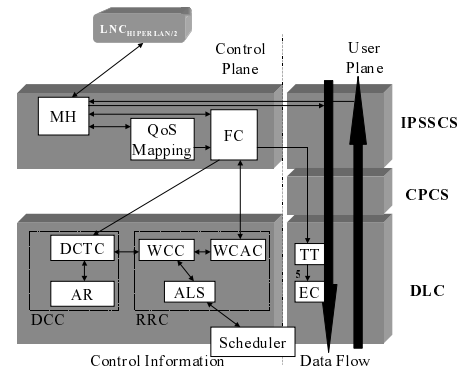 LNC HIPERLAN/2
Control
Plane
User
Plane
MH
QoS
Mapping
FC
IPSSCS
CPCS
DCTC
WCC
WCAC
TT
5
AR
ALS
EC
DLC
DCC
RRC
Scheduler
Control Information
Data Flow